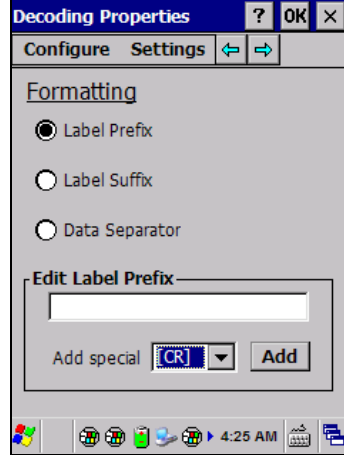 Decoding Properties ? OK ×
Configure Settings
Formatting
Label Prefix
Label Suffix
Data Separator
Edit Label Prefix
Add special [CR] Add
4:25 AM